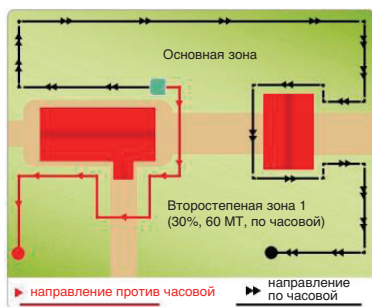 Основная зона
Второстепеная зона 1
(30%, 60 МТ, по часовой)
направление против часовой
направление
по часовой